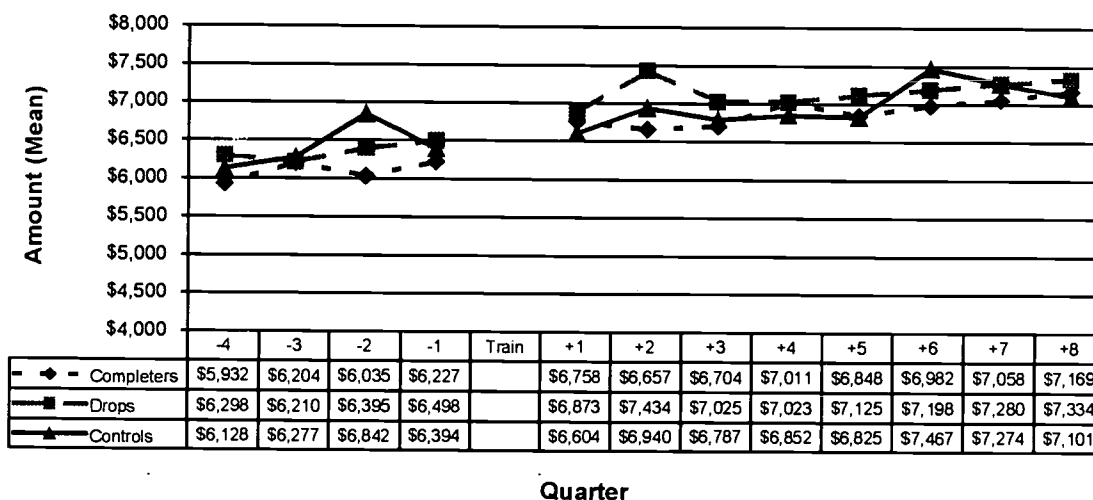 $8,000
$7,500
$7,000
$6,500
$6,000
$5,500
$5,000
$4,500
$4,000
Amount (Mean)
-4 -3 -2 -1 Train +1 +2 +3 +4 +5 +6 +7 +8
Completers $5,932 $6,204 $6,035 $6,227 $6,758 $6,657 $6,704 $7,011 $6,848 $6,982 $7,058 $7,169
Drops $6,298 $6,210 $6,395 $6,498 $6,873 $7,434 $7,025 $7,023 $7,125 $7,198 $7,280 $7,334
Controls $6,128 $6,277 $6,842 $6,394 $6,604 $6,940 $6,787 $6,852 $6,825 $7,467 $7,274 $7,101
Quarter